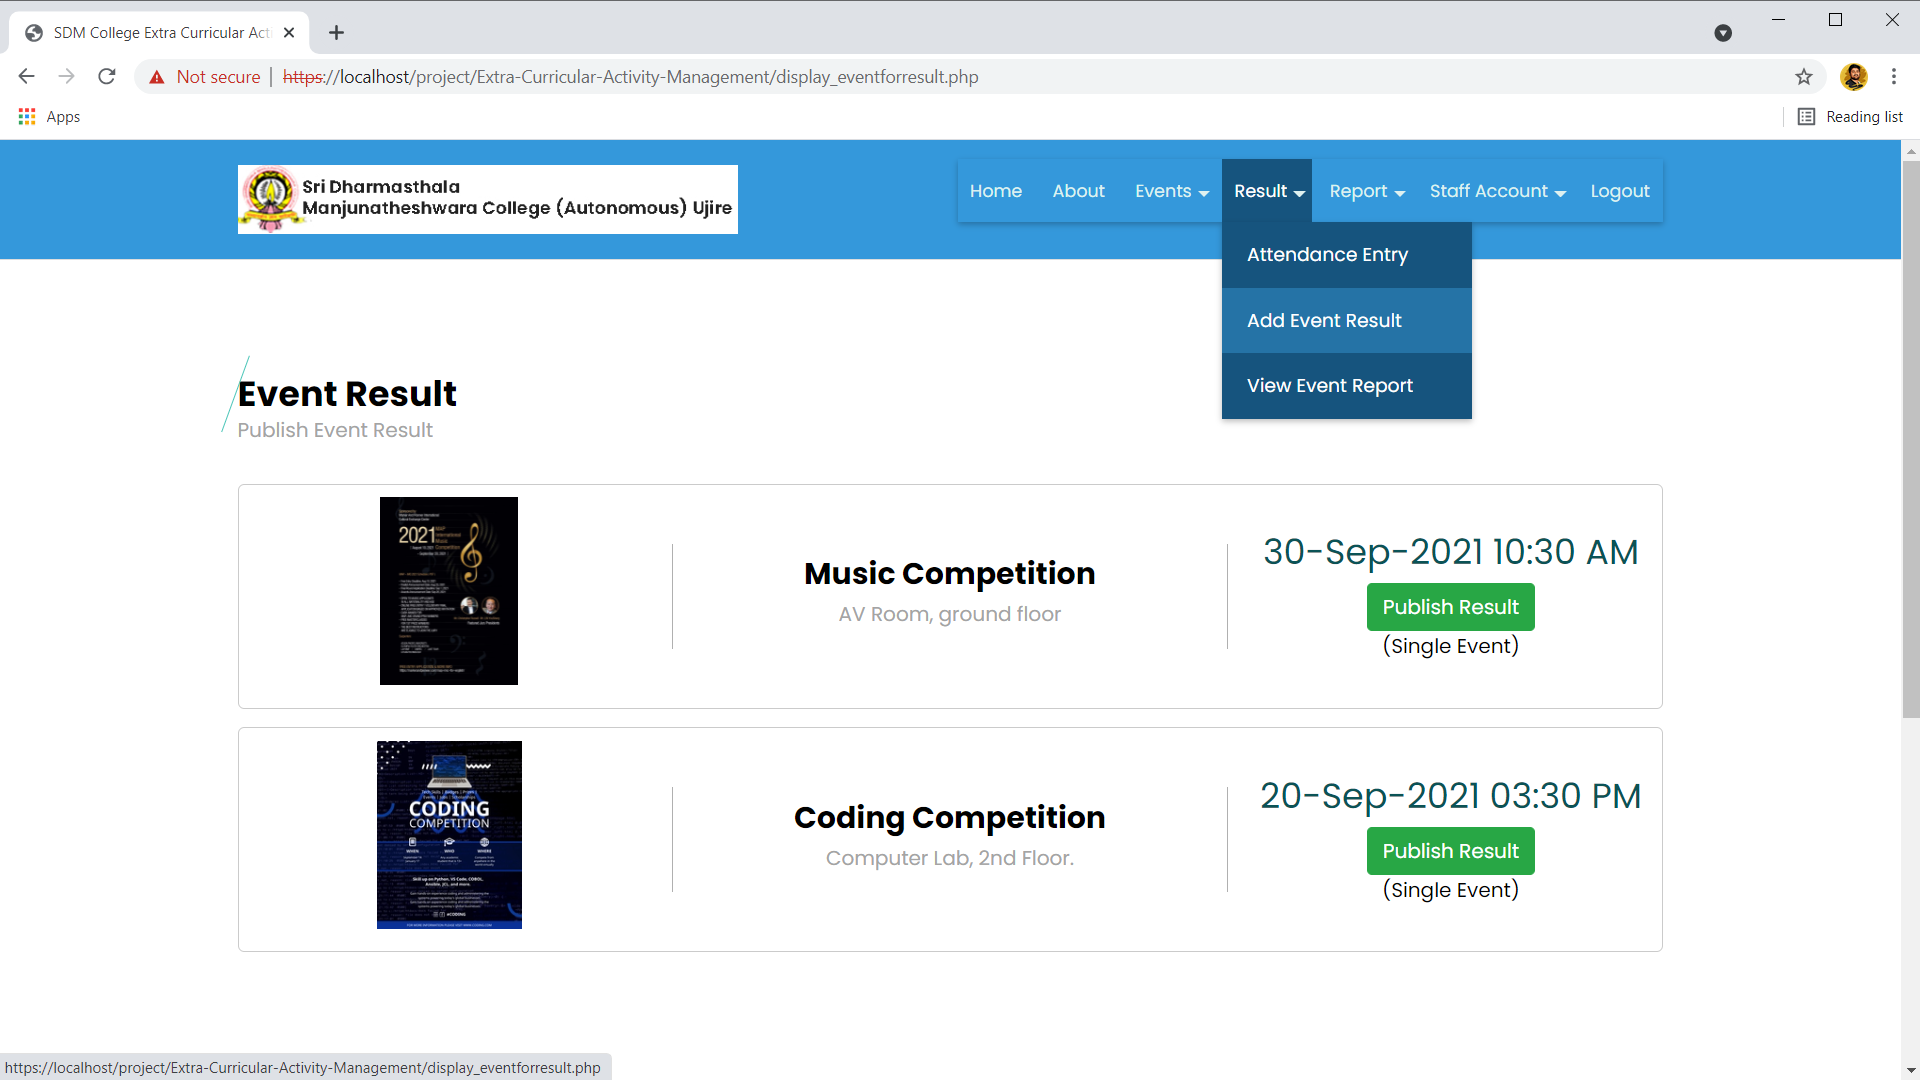 SDM College Extra Curricular Acti
Not secure
https://localhost/project/Extra-Curricular-Activity-Management/display_eventforresult.php
Apps
Reading list
Sri Dharmasthala
Manjunatheshwara College (Autonomous) Ujire
Home
About
Events
Result
Report
Staff Account
Logout
Attendance Entry
Add Event Result
View Event Report
Event Result
Publish Event Result
2021
Music Competition
AV Room, ground floor
30-Sep-2021 10:30 AM
Publish Result
(Single Event)
CODING
COMPETITION
WHEN
WHO
WHERE
Coding Competition
Computer Lab, 2nd Floor.
20-Sep-2021 03:30 PM
Publish Result
(Single Event)
https://localhost/project/Extra-Curricular-Activity-Management/display_eventforresult.php